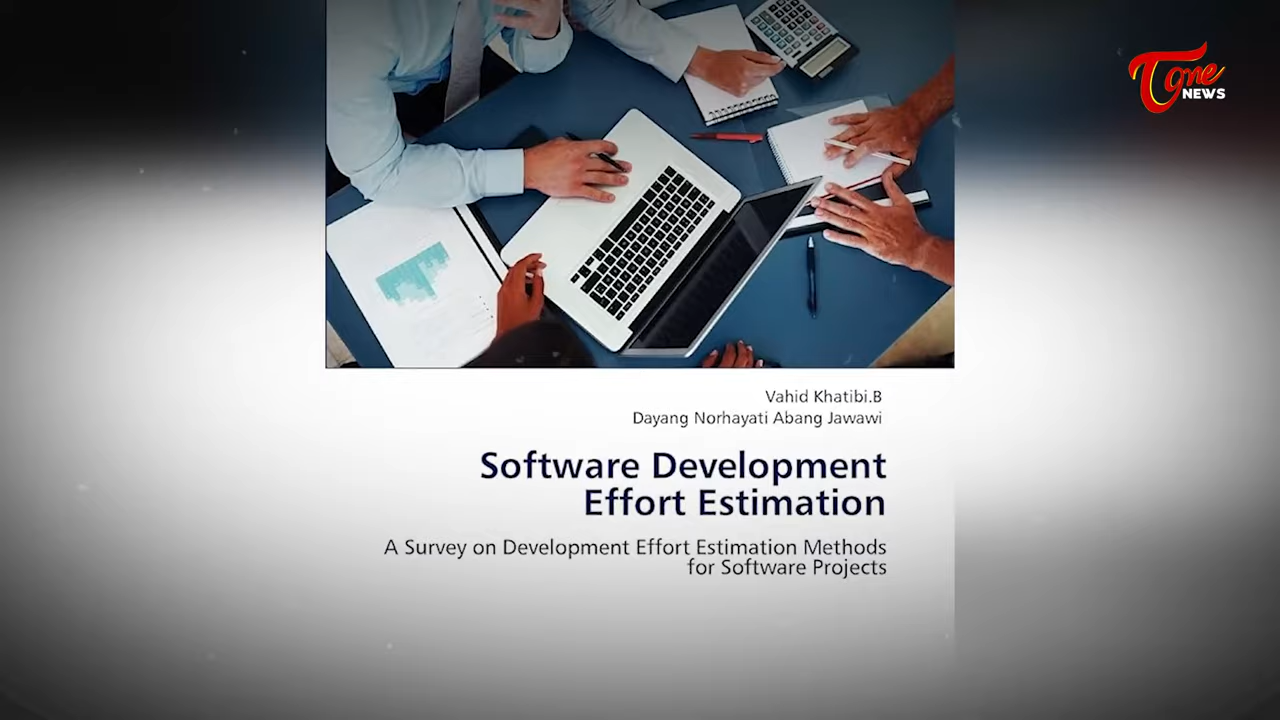 Tone
NEWS
Vahid Khatibi.B
Dayang Norhayati Abang Jawawi
Software Development
Effort Estimation
A Survey on Development Effort Estimation Methods
for Software Projects